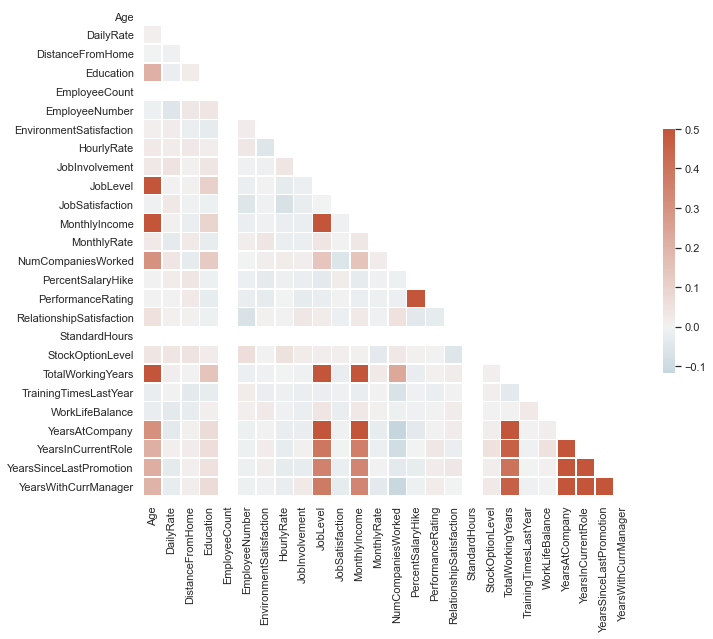 Age
DailyRate
DistanceFromHome
Education
EmployeeCount
EmployeeNumber
EnvironmentSatisfaction
HourlyRate
JobInvolvement
JobLevel
JobSatisfaction
MonthlyIncome
MonthlyRate
NumCompaniesWorked
PercentSalaryHike
PerformanceRating
RelationshipSatisfaction
StandardHours
StockOptionLevel
TotalWorkingYears
TrainingTimesLastYear
WorkLifeBalance
YearsAtCompany
YearsInCurrentRole
YearsSinceLastPromotion
YearsWithCurrManager
Age
DailyRate
DistanceFromHome
Education
EmployeeCount
EmployeeNumber
EnvironmentSatisfaction
HourlyRate
JobInvolvement
JobLevel
JobSatisfaction
MonthlyIncome
MonthlyRate
NumCompaniesWorked
PercentSalaryHike
PerformanceRating
RelationshipSatisfaction
StandardHours
StockOptionLevel
TotalWorkingYears
TrainingTimesLastYear
WorkLifeBalance
YearsAtCompany
YearsInCurrentRole
YearsSinceLastPromotion
YearsWithCurrManager
0.5
0.4
0.3
0.2
0.1
0.0
−0.1